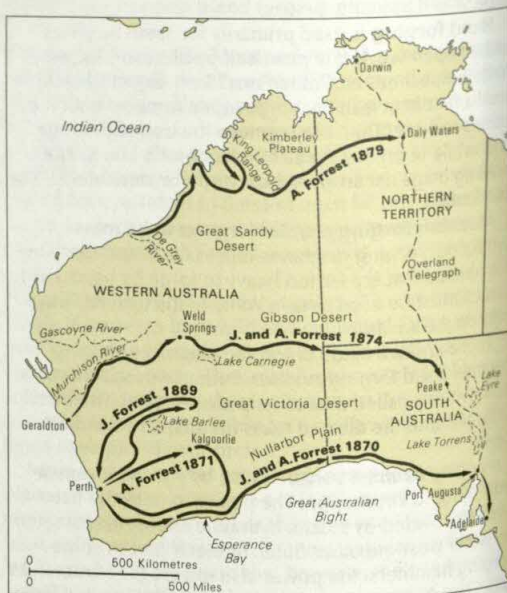 Darwin
Indian Ocean
King Leopold
Range
Kimberley
Plateau
Daly Waters
A. Forrest 1879
De Grey
River
Great Sandy
Desert
NORTHERN
TERRITORY
Overland
Telegraph
WESTERN AUSTRALIA
Gascoyne River
Weld
Springs
Gibson Desert
J. and A. Forrest 1874
Murchison River
Lake Carnegie
Peake
Lake
Eyre
Geraldton
J. Forrest 1869
Great Victoria Desert
SOUTH
AUSTRALIA
Lake Barlee
Kalgoorlie
Lake Torrens
Perth
A. Forrest 1871
Nullarbor Plain
J. and A. Forrest 1870
Port Augusta
Great Australian
Bight
Adelaide
Esperance
Bay
0 500 Kilometres
0 500 Miles